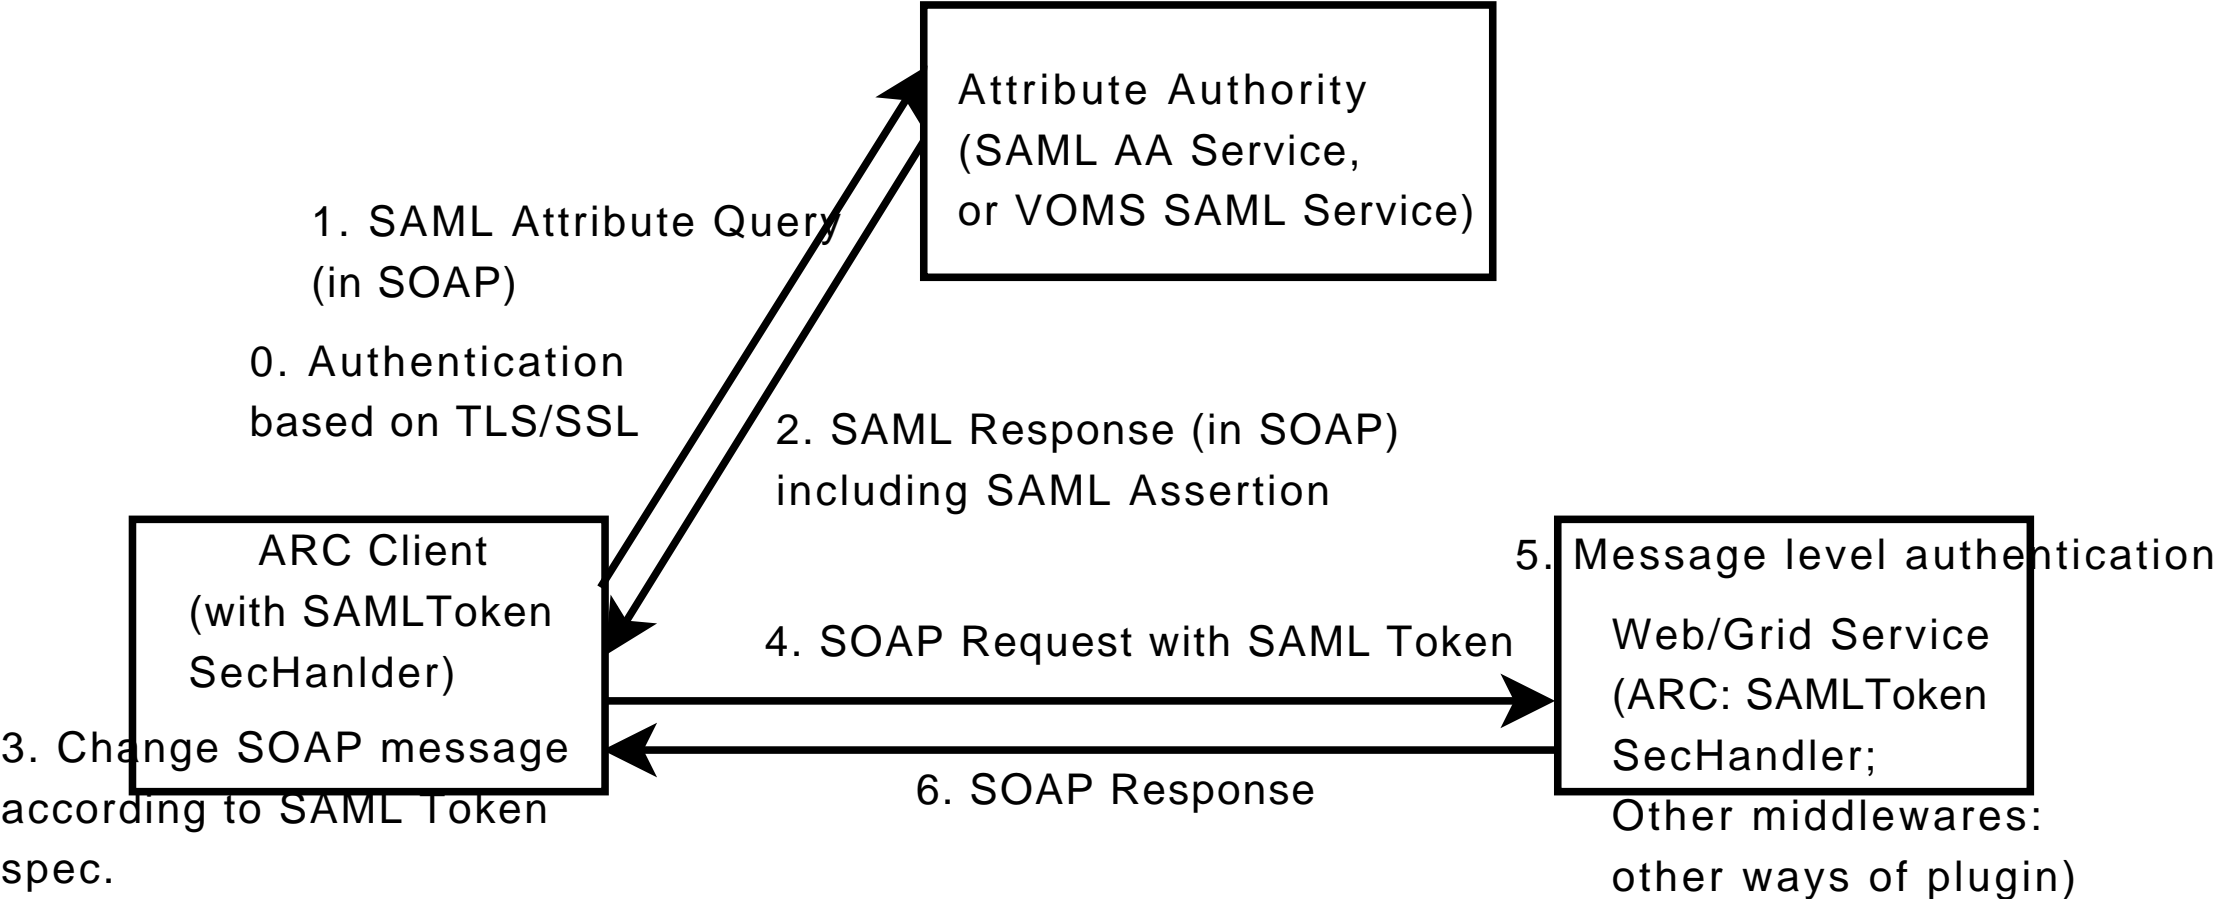 Attribute Authority
(SAML AA Service,
or VOMS SAML Service)
1. SAML Attribute Query
(in SOAP)
0. Authentication
based on TLS/SSL
2. SAML Response (in SOAP)
including SAML Assertion
ARC Client
(with SAMLToken
SecHanlder)
3. Change SOAP message
according to SAML Token
spec.
4. SOAP Request with SAML Token
6. SOAP Response
5. Message level authentication
Web/Grid Service
(ARC: SAMLToken
SecHandler;
Other middlewares:
other ways of plugin)